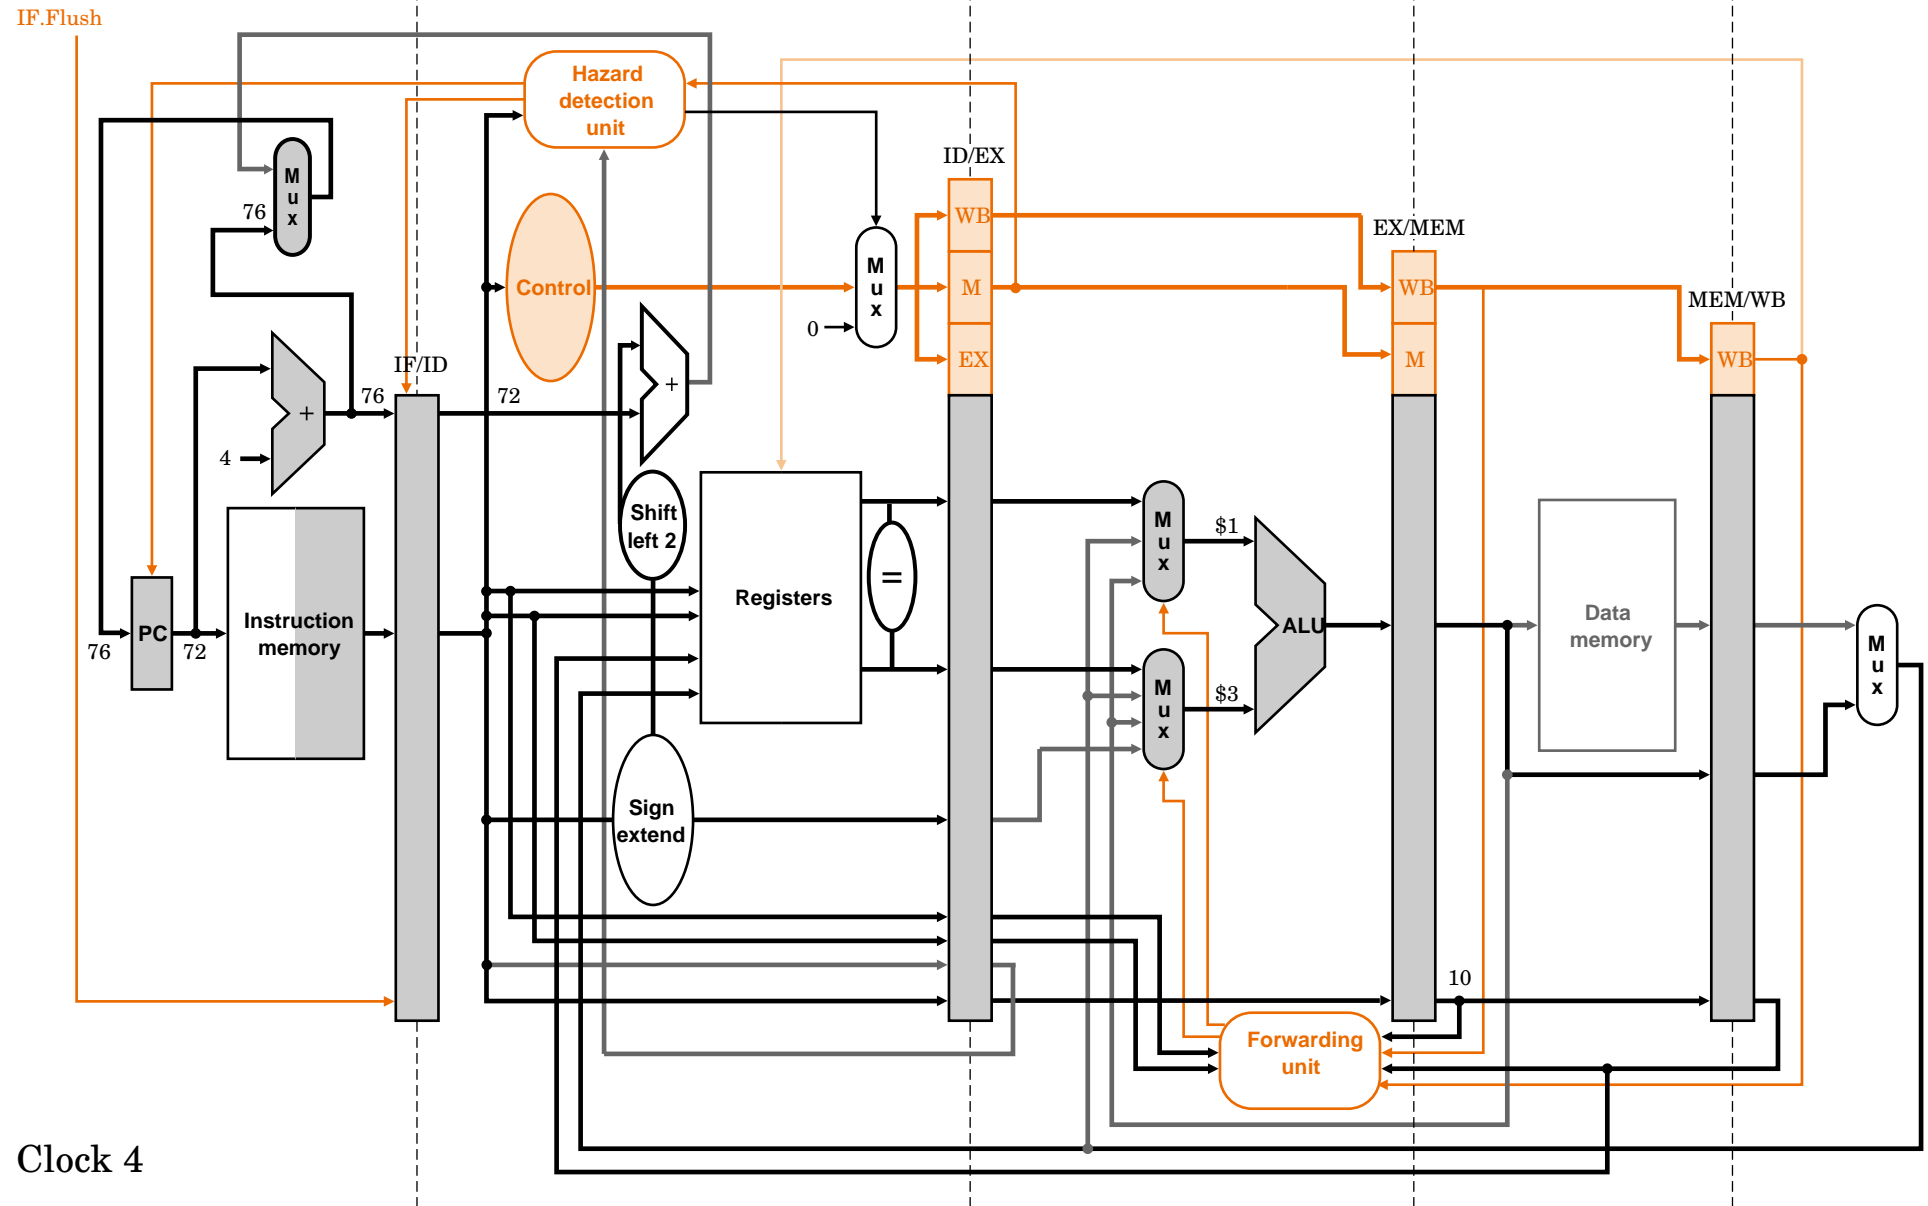 IF.Flush
Hazard
detection
unit
ID/EX
M
u
x
76
WB
EX/MEM
M
u
x
Control
M
WB
MEM/WB
0
IF/ID
EX
M
WB
+
76
72
+
4
$1
M
u
x
Shift
left 2
=
Registers
ALU
Data
memory
Instruction
memory
PC
76
72
M
u
x
$3
M
u
x
Sign
extend
10
Forwarding
unit
Clock 4